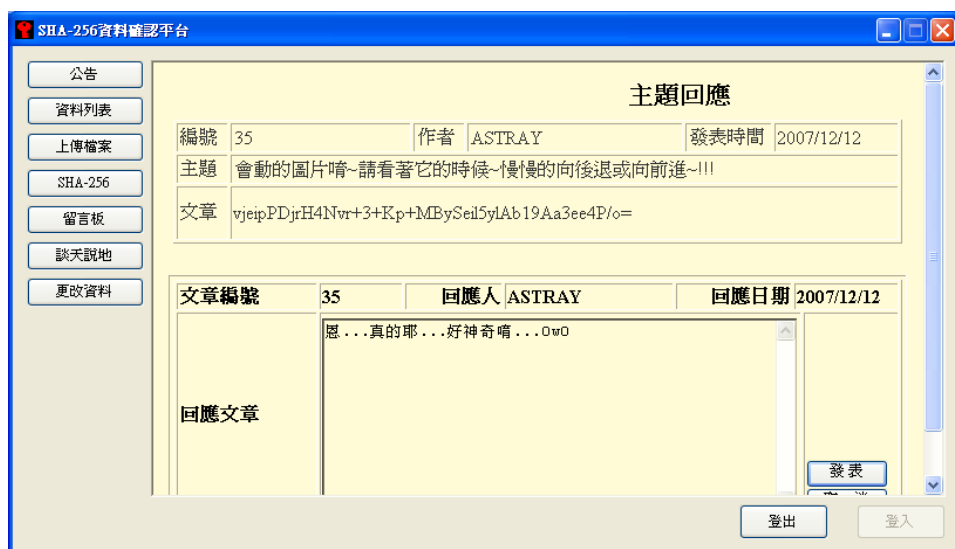 SHA-256資料確認平台
公告
資料列表
上傳檔案
SHA-256
留言板
談天說地
更改資料
主題回應
編號 35 作者 ASTRAY 發表時間 2007/12/12
主題 會動的圖片唷~請看著它的時候~慢慢的向後退或向前進~!!!
文章 vjeipPDjrH4Nvr+3+Kp+MBySeil5ylAb19Aa3ee4P/o=
文章編號 35 回應人 ASTRAY 回應日期 2007/12/12
回應文章
恩...真的耶...好神奇唷...OwO
發表
登出
登入